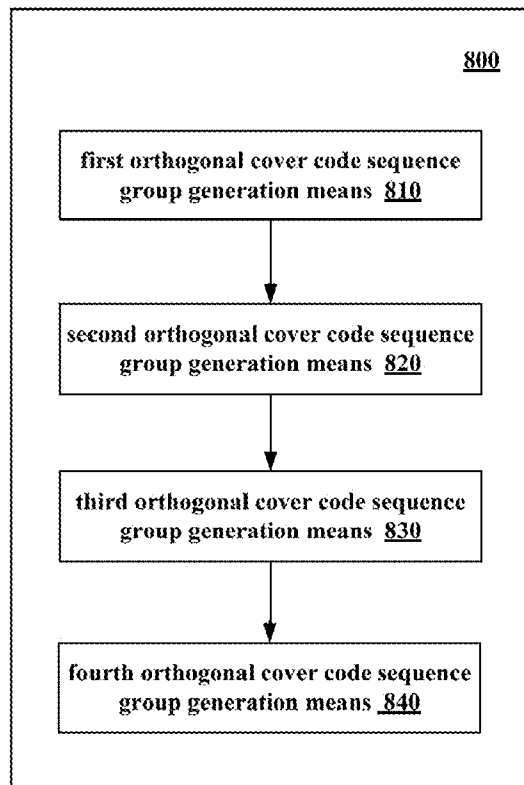 800
first orthogonal cover code sequence
group generation means 810
second orthogonal cover code sequence
group generation means 820
third orthogonal cover code sequence
group generation means 830
fourth orthogonal cover code sequence
group generation means 840